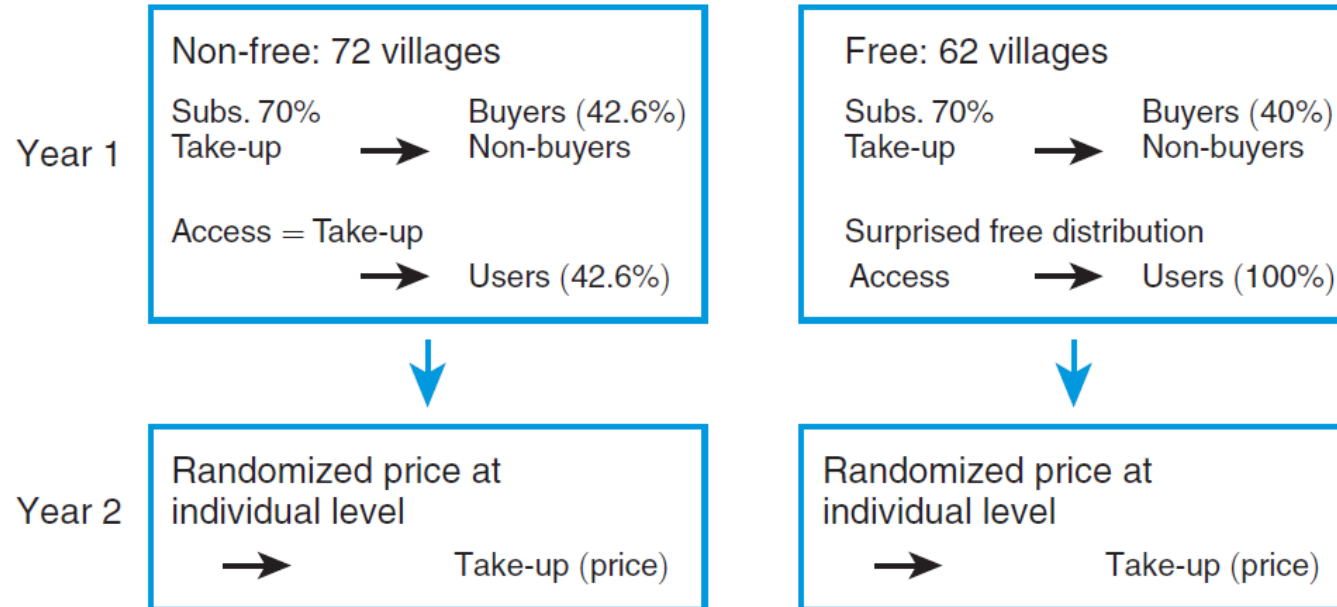 Non-free: 72 villages
Subs. 70% Buyers (42.6%)
Year 1
Take-up Non-buyers
Access = Take-up
Users (42.6%)
Free: 62 villages
Subs. 70% Buyers (40%)
Take-up Non-buyers
Surprised free distribution
Access Users (100%)
Year 2
Randomized price at
individual level
Take-up (price)
Randomized price at
individual level
Take-up (price)